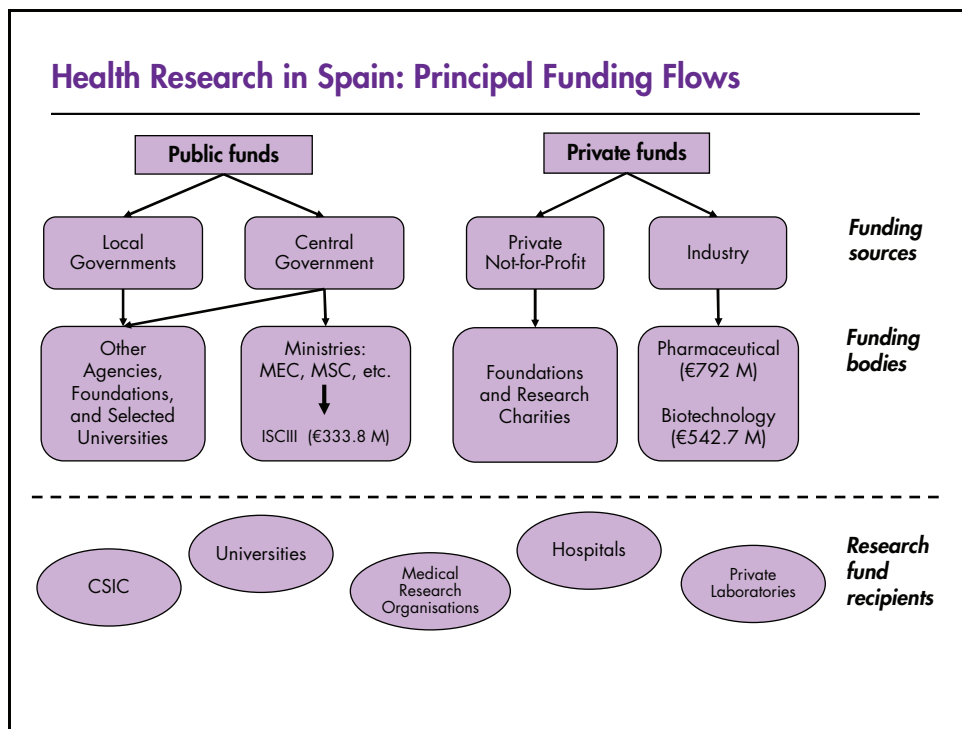 Health Research in Spain: Principal Funding Flows
Public funds
Private funds
Local
Governments
Central
Government
Private
Not-for-Profit
Industry
Funding
sources
Other
Agencies,
Foundations,
and Selected
Universities
Ministries:
MEC, MSC, etc.
ISCIII (€333.8 M)
Foundations
and Research
Charities
Pharmaceutical
(€792 M)
Biotechnology
(€542.7 M)
Funding
bodies
CSIC
Universities
Medical
Research
Organisations
Hospitals
Private
Laboratories
Research
fund
recipients